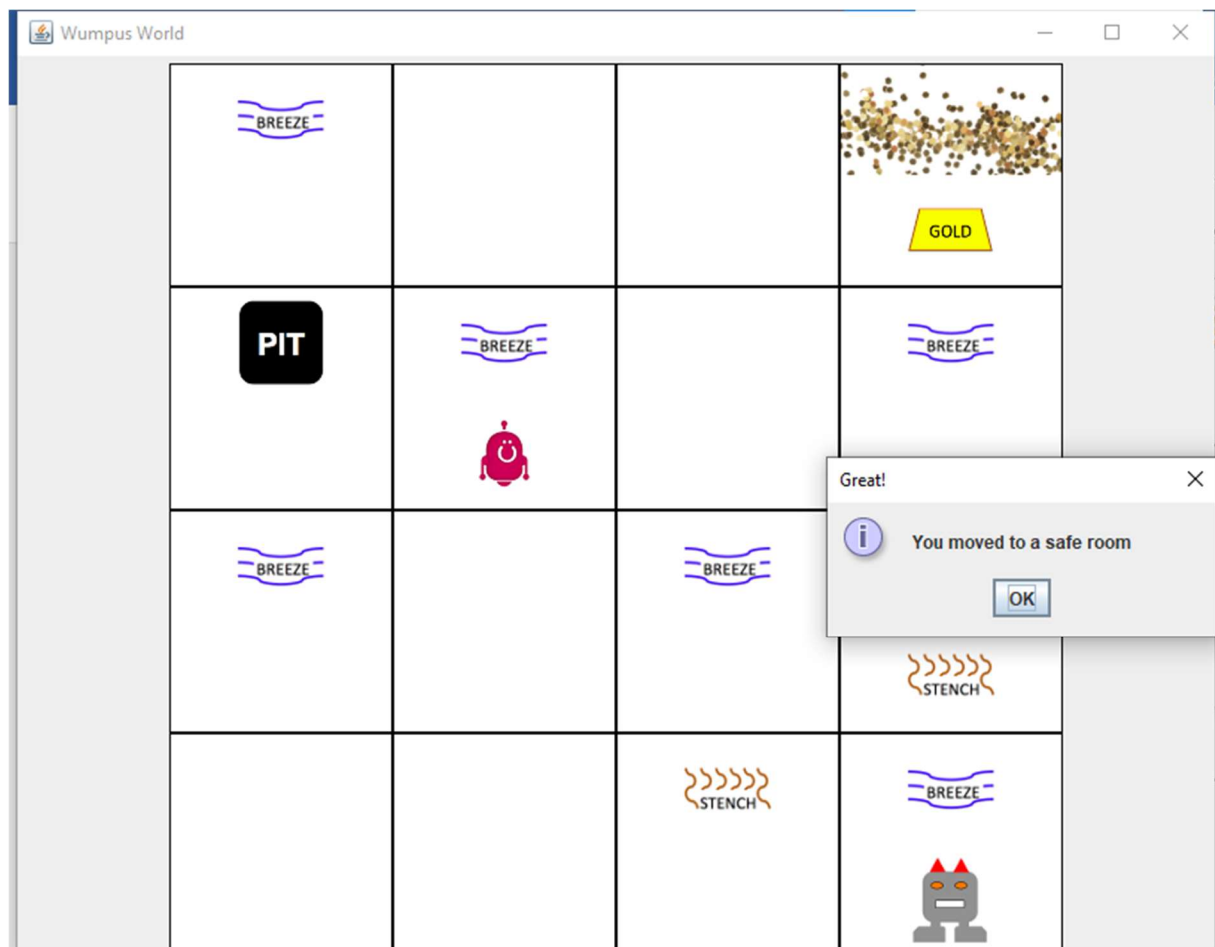 Wumpus World
BREEZE
GOLD
PIT
BREEZE
BREEZE
Great!
You moved to a safe room
OK
BREEZE
BREEZE
STENCH
STENCH
BREEZE